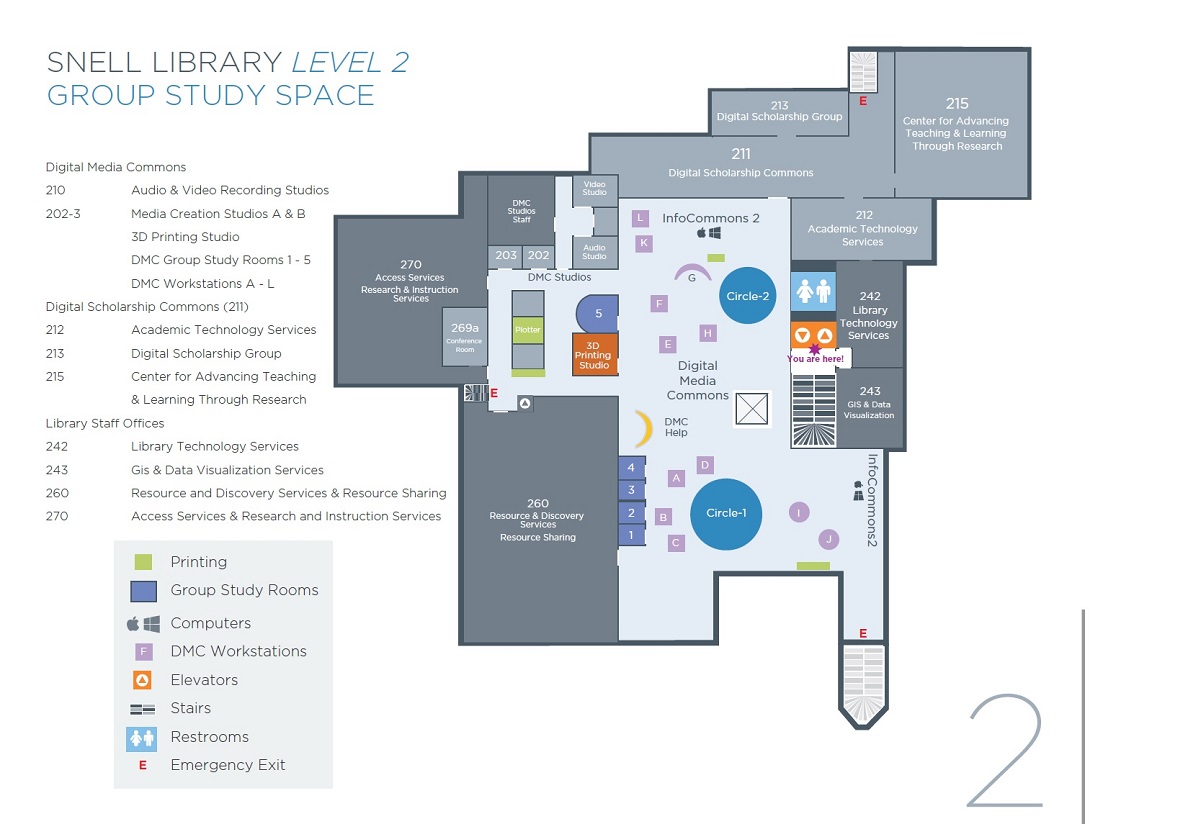 SNELL LIBRARY LEVEL 2
GROUP STUDY SPACE
Digital Media Commons
210 Audio & Video Recording Studios
202-3 Media Creation Studios A & B
3D Printing Studio
DMC Group Study Rooms 1 - 5
DMC Workstations A - L
Digital Scholarship Commons (211)
212 Academic Technology Services
213 Digital Scholarship Group
215 Center for Advancing Teaching
& Learning Through Research
Library Staff Offices
242 Library Technology Services
243 Gis & Data Visualization Services
260 Resource and Discovery Services & Resource Sharing
270 Access Services & Research and Instruction Services
Printing
Group Study Rooms
Computers
F DMC Workstations
Elevators
Stairs
Restrooms
E Emergency Exit
E
213
Digital Scholarship Group
215
Center for Advancing
Teaching & Learning
Through Research
211
Digital Scholarship Commons
212
Academic Technology
Services
Video
Studio
DMC
Studios
Staff
Audio
Studio
203
202
DMC Studios
L
K
InfoCommons 2
G
Circle-2
F
H
E
270
Access Services
Research & Instruction
Services
269a
Conference
Room
Plotter
5
3D
Printing
Studio
E
242
Library
Technology
Services
You are here!
243
GIS & Data
Visualization
Digital
Media
Commons
DMC
Help
260
Resource & Discovery
Services
Resource Sharing
4
3
2
1
D
A
B
C
Circle-1
I
J
InfoCommons2
E
2